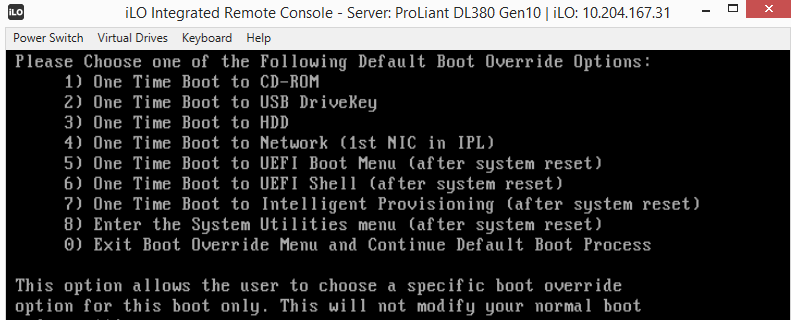 iLO iLO Integrated Remote Console - Server: ProLiant DL380 Gen10 | iLO: 10.204.167.31
Power Switch Virtual Drives Keyboard Help
Please Choose one of the Following Default Boot Override Options:
1) One Time Boot to CD-ROM
2) One Time Boot to USB DriveKey
3) One Time Boot to HDD
4) One Time Boot to Network (1st NIC in IPL)
5) One Time Boot to UEFI Boot Menu (after system reset)
6) One Time Boot to UEFI Shell (after system reset)
7) One Time Boot to Intelligent Provisioning (after system reset)
8) Enter the System Utilities menu (after system reset)
0) Exit Boot Override Menu and Continue Default Boot Process
This option allows the user to choose a specific boot override
option for this boot only. This will not modify your normal boot